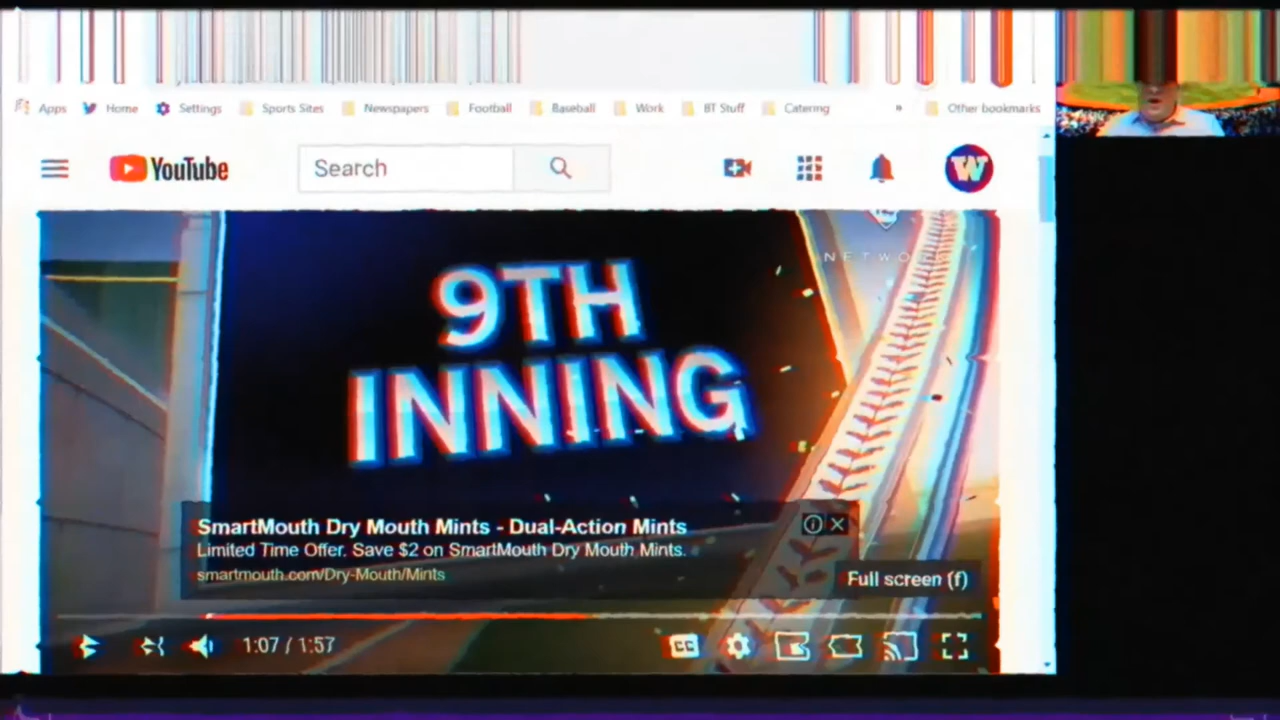 Apps Home Settings Sports Sites Newspapers Football Baseball Work BT Stuff Catering » Other bookmarks
YouTube Search W
NETWORK
9TH
INNING
SmartMouth Dry Mouth Mints - Dual-Action Mints
Limited Time Offer. Save $2 on SmartMouth Dry Mouth Mints.
smartmouth.com/Dry-Mouth/Mints
Full screen (f)
1:07 / 1:57 CC